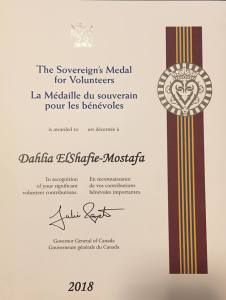 The Sovereign's Medal
for Volunteers
La Médaille du souverain
pour les bénévoles
is awarded to
est décernée à
Dahlia ElShafie-Mostafa
In recognition
of your significant
volunteer contributions.
En reconnaissance
de vos contributions
bénévoles importantes.
Governor General of Canada
Gouverneure générale du Canada
2018